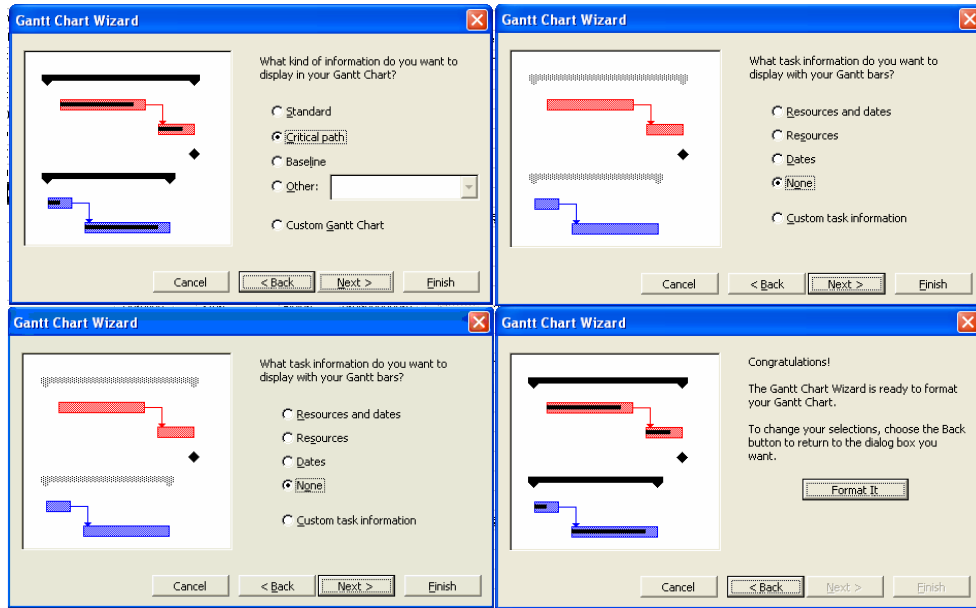 Gantt Chart Wizard
What kind of information do you want to
display in your Gantt Chart?
Standard
Critical path
Baseline
Other:
Custom Gantt Chart
Cancel
< Back
Next >
Finish
Gantt Chart Wizard
What task information do you want to
display with your Gantt bars?
Resources and dates
Resources
Dates
None
Custom task information
Cancel
< Back
Next >
Finish
Gantt Chart Wizard
What task information do you want to
display with your Gantt bars?
Resources and dates
Resources
Dates
None
Custom task information
Cancel
< Back
Next >
Finish
Gantt Chart Wizard
Congratulations!
The Gantt Chart Wizard is ready to format
your Gantt Chart.
To change your selections, choose the Back
button to return to the dialog box you
want.
Format It
Cancel
< Back
Next >
Finish